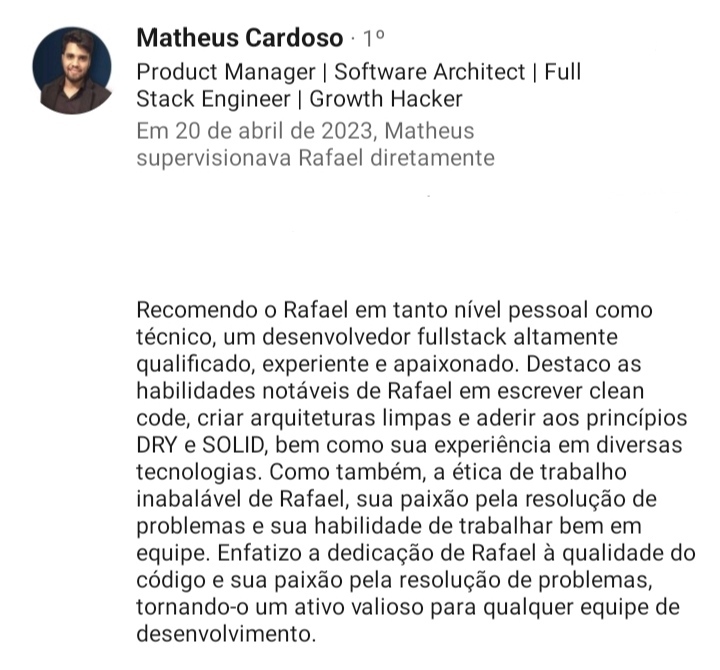 Matheus Cardoso · 1º
Product Manager | Software Architect | Full
Stack Engineer | Growth Hacker
Em 20 de abril de 2023, Matheus
supervisionava Rafael diretamente
Recomendo o Rafael em tanto nível pessoal como
técnico, um desenvolvedor fullstack altamente
qualificado, experiente e apaixonado. Destaco as
habilidades notáveis de Rafael em escrever clean
code, criar arquiteturas limpas e aderir aos princípios
DRY e SOLID, bem como sua experiência em diversas
tecnologias. Como também, a ética de trabalho
inabalável de Rafael, sua paixão pela resolução de
problemas e sua habilidade de trabalhar bem em
equipe. Enfatizo a dedicação de Rafael à qualidade do
código e sua paixão pela resolução de problemas,
tornando-o um ativo valioso para qualquer equipe de
desenvolvimento.